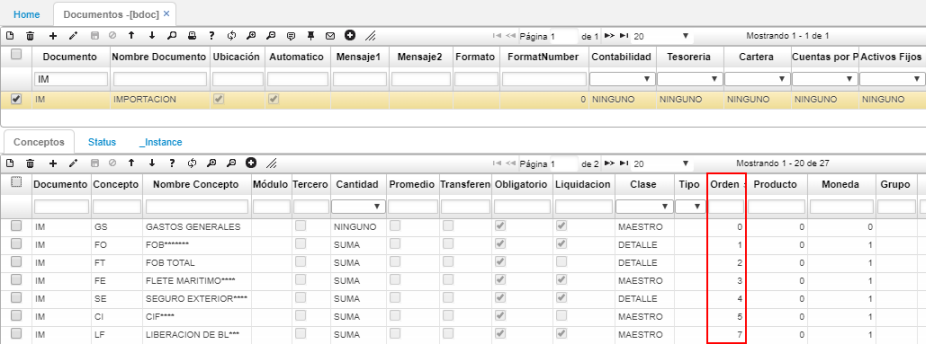 Home Documentos -[bdoc] ×
Página 1 de 1 20 Mostrando 1 - 1 de 1
Documento Nombre Documento Ubicación Automatico Mensaje1 Mensaje2 Formato FormatNumber Contabilidad Tesoreria Cartera Cuentas por P Activos Fijos
IM
IM IMPORTACION 0 NINGUNO NINGUNO NINGUNO NINGUNO NINGUNO
Conceptos Status _Instance
Página 1 de 2 20 Mostrando 1 - 20 de 27
Documento Concepto Nombre Concepto Módulo Tercero Cantidad Promedio Transferen Obligatorio Liquidacion Clase Tipo Orden Producto Moneda Grupo
IM GS GASTOS GENERALES NINGUNO MAESTRO 0 0 0
IM FO FOB******* SUMA DETALLE 1 0 1
IM FT FOB TOTAL SUMA DETALLE 2 0 1
IM FE FLETE MARITIMO**** SUMA MAESTRO 3 0 1
IM SE SEGURO EXTERIOR**** SUMA DETALLE 4 0 1
IM CI CIF**** SUMA MAESTRO 5 0 1
IM LF LIBERACION DE BL*** SUMA MAESTRO 7 0 1